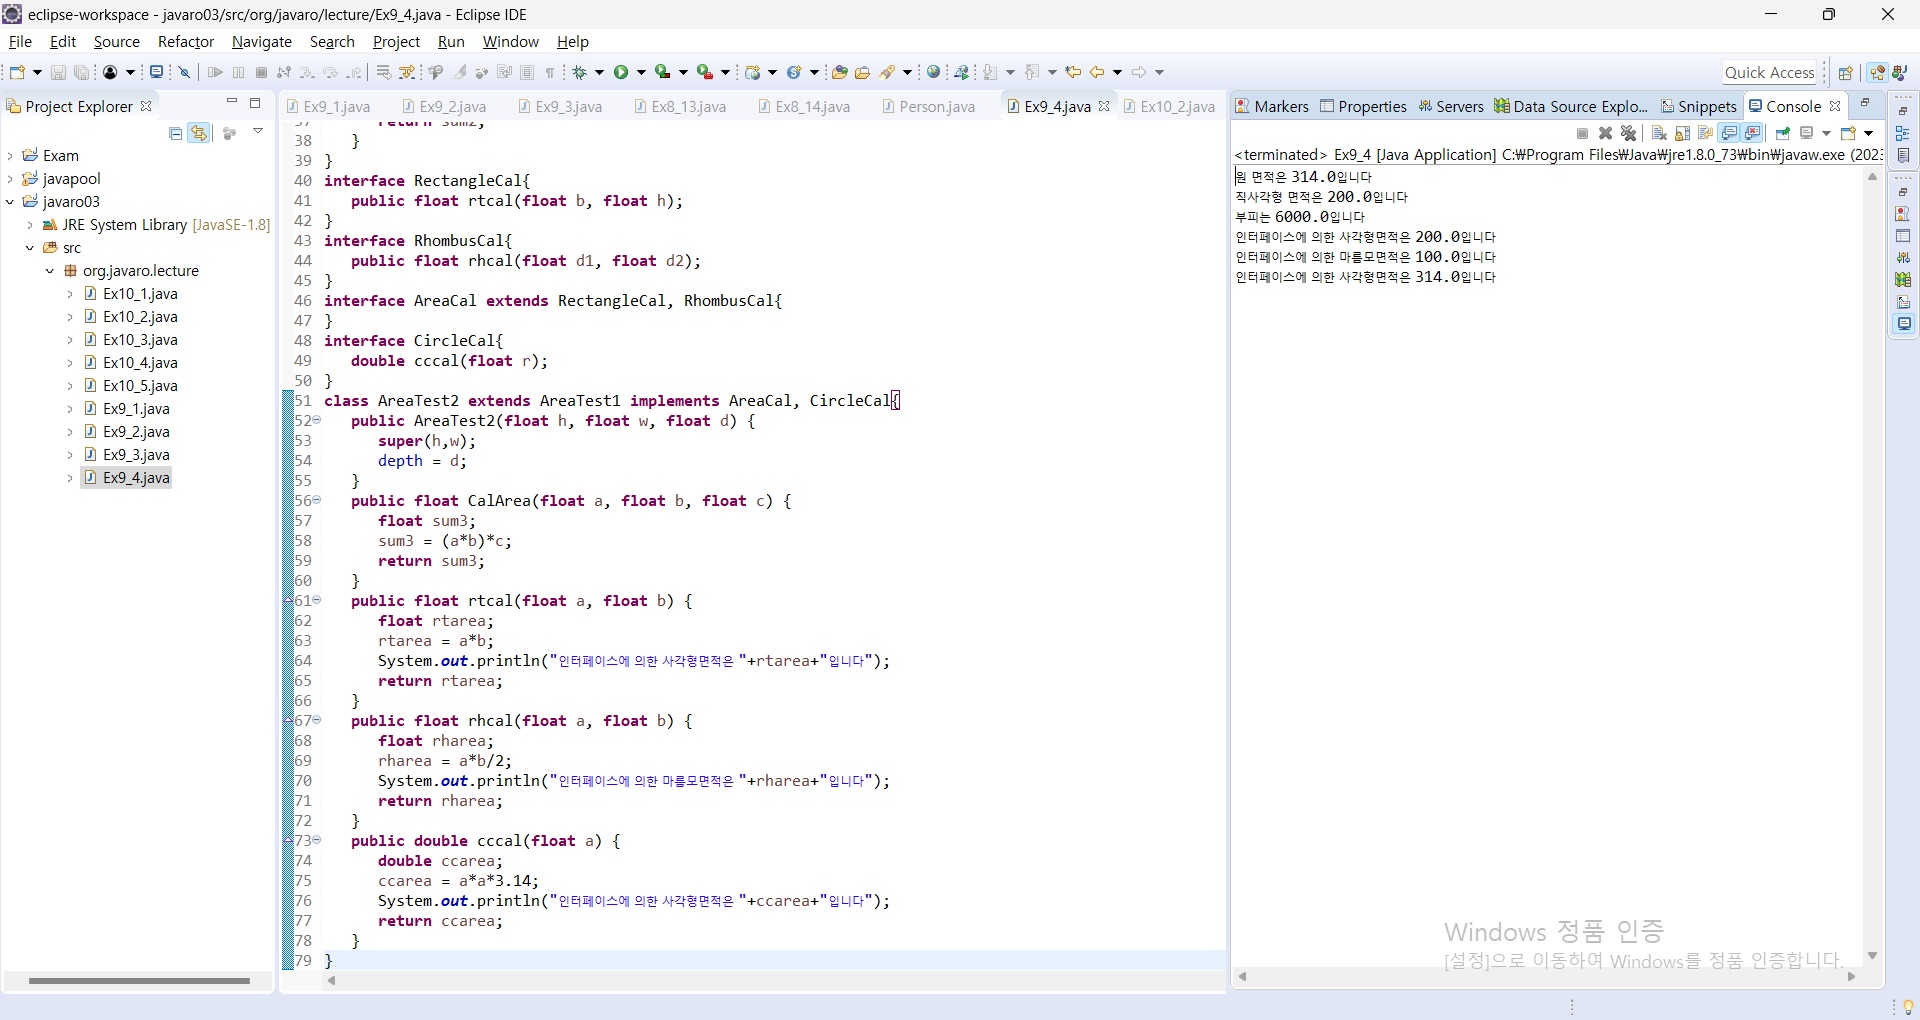 eclipse-workspace - javaro03/src/org/javaro/lecture/Ex9_4.java - Eclipse IDE
File Edit Source Refactor Navigate Search Project Run Window Help
Quick Access
Project Explorer
Exam
javapool
javaro03
JRE System Library [JavaSE-1.8]
src
org.javaro.lecture
Ex10_1.java
Ex10_2.java
Ex10_3.java
Ex10_4.java
Ex10_5.java
Ex9_1.java
Ex9_2.java
Ex9_3.java
Ex9_4.java
Ex9_1.java Ex9_2.java Ex9_3.java Ex8_13.java Ex8_14.java Person.java Ex9_4.java Ex10_2.java
37 return sum2;
38 }
39 }
40 interface RectangleCal{
41 public float rtcal(float b, float h);
42 }
43 interface RhombusCal{
44 public float rhcal(float d1, float d2);
45 }
46 interface AreaCal extends RectangleCal, RhombusCal{
47 }
48 interface CircleCal{
49 double cccal(float r);
50 }
51 class AreaTest2 extends AreaTest1 implements AreaCal, CircleCal{
52 public AreaTest2(float h, float w, float d) {
53 super(h,w);
54 depth = d;
55 }
56 public float CalArea(float a, float b, float c) {
57 float sum3;
58 sum3 = (a*b)*c;
59 return sum3;
60 }
61 public float rtcal(float a, float b) {
62 float rtarea;
63 rtarea = a*b;
64 System.out.println("인터페이스에 의한 사각형면적은 "+rtarea+"입니다");
65 return rtarea;
66 }
67 public float rhcal(float a, float b) {
68 float rharea;
69 rharea = a*b/2;
70 System.out.println("인터페이스에 의한 마름모면적은 "+rharea+"입니다");
71 return rharea;
72 }
73 public double cccal(float a) {
74 double ccarea;
75 ccarea = a*a*3.14;
76 System.out.println("인터페이스에 의한 사각형면적은 "+ccarea+"입니다");
77 return ccarea;
78 }
79 }
Markers Properties Servers Data Source Explo... Snippets Console
<terminated> Ex9_4 [Java Application] C:₩Program Files₩Java₩jre1.8.0_73₩bin₩javaw.exe (2023
원 면적은 314.0입니다
직사각형 면적은 200.0입니다
부피는 6000.0입니다
인터페이스에 의한 사각형면적은 200.0입니다
인터페이스에 의한 마름모면적은 100.0입니다
인터페이스에 의한 사각형면적은 314.0입니다
Windows 정품 인증
[설정]으로 이동하여 Windows를 정품 인증합니다.